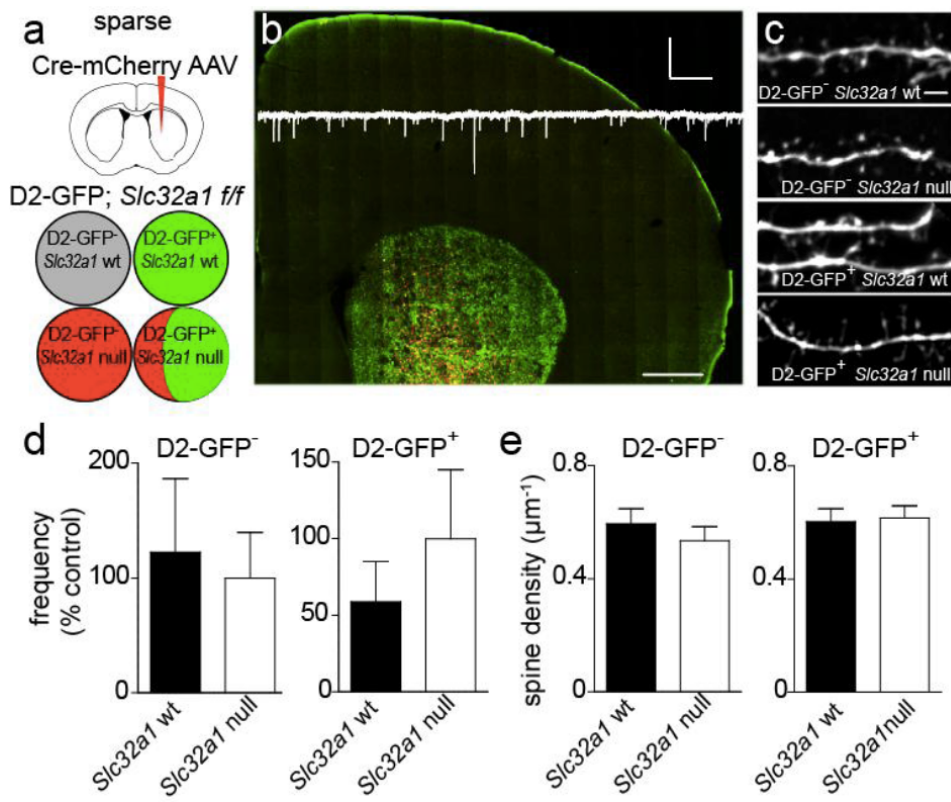 a
sparse
Cre-mCherry AAV
D2-GFP; Slc32a1 f/f
D2-GFP-
Slc32a1 wt
D2-GFP+
Slc32a1 wt
D2-GFP-
Slc32a1 null
D2-GFP+
Slc32a1 null
b
c
D2-GFP- Slc32a1 wt
D2-GFP- Slc32a1 null
D2-GFP+ Slc32a1 wt
D2-GFP+ Slc32a1 null
d
D2-GFP-
frequency
(% control)
200
100
0
Slc32a1 wt
Slc32a1 null
D2-GFP+
150
100
50
0
Slc32a1 wt
Slc32a1 null
e
D2-GFP-
spine density (µm-1)
0.8
0.4
0
Slc32a1 wt
Slc32a1 null
D2-GFP+
0.8
0.4
0
Slc32a1 wt
Slc32a1null